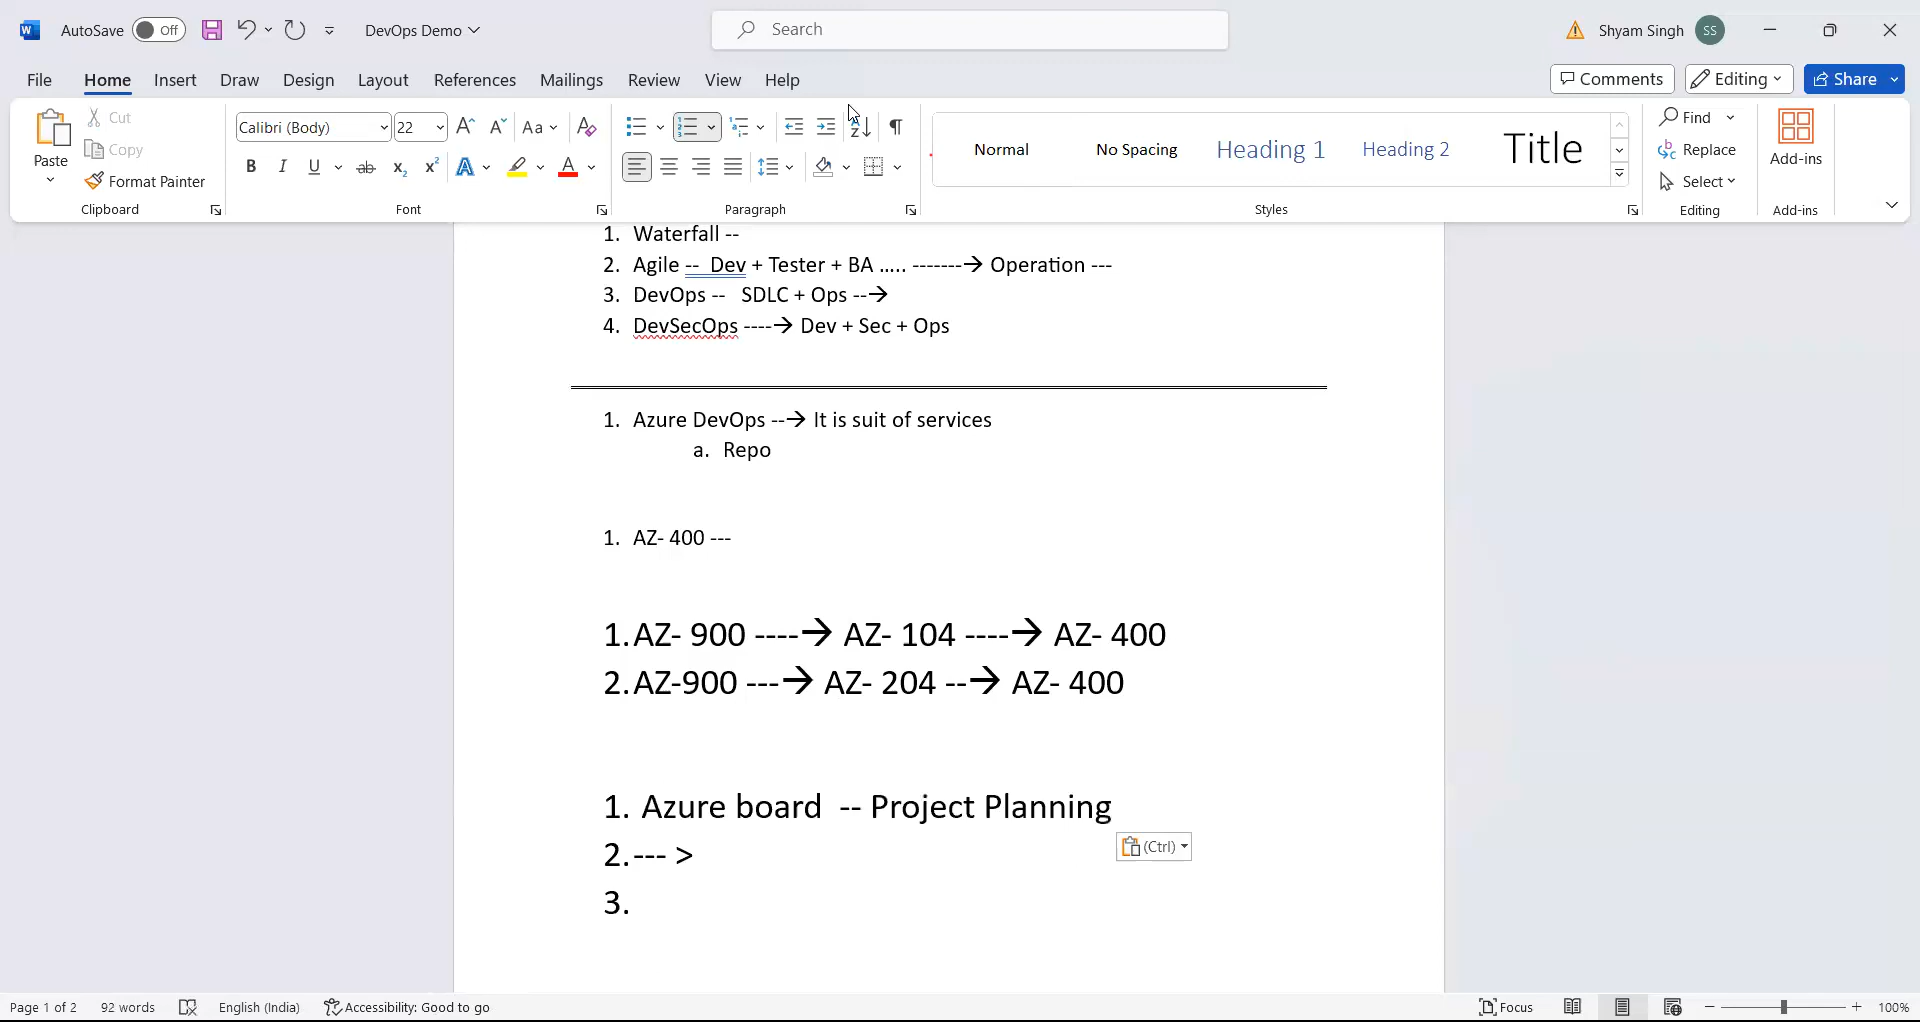 AutoSave Off DevOps Demo Search Shyam Singh SS
File Home Insert Draw Design Layout References Mailings Review View Help Comments Editing Share
Paste Cut Copy Format Painter
Calibri (Body) 22
Normal No Spacing Heading 1 Heading 2 Title
Find Replace Select Add-ins
Clipboard Font Paragraph Styles Editing Add-ins
1. Waterfall --
2. Agile -- Dev + Tester + BA ….. -------→ Operation ---
3. DevOps -- SDLC + Ops --→
4. DevSecOps ----→ Dev + Sec + Ops
1. Azure DevOps --→ It is suit of services
a. Repo
1. AZ- 400 ---
1. AZ- 900 ----→ AZ- 104 ----→ AZ- 400
2. AZ-900 ---→ AZ- 204 --→ AZ- 400
1. Azure board -- Project Planning
(Ctrl)
2. --- >
3.
Page 1 of 2 92 words English (India) Accessibility: Good to go Focus 100%